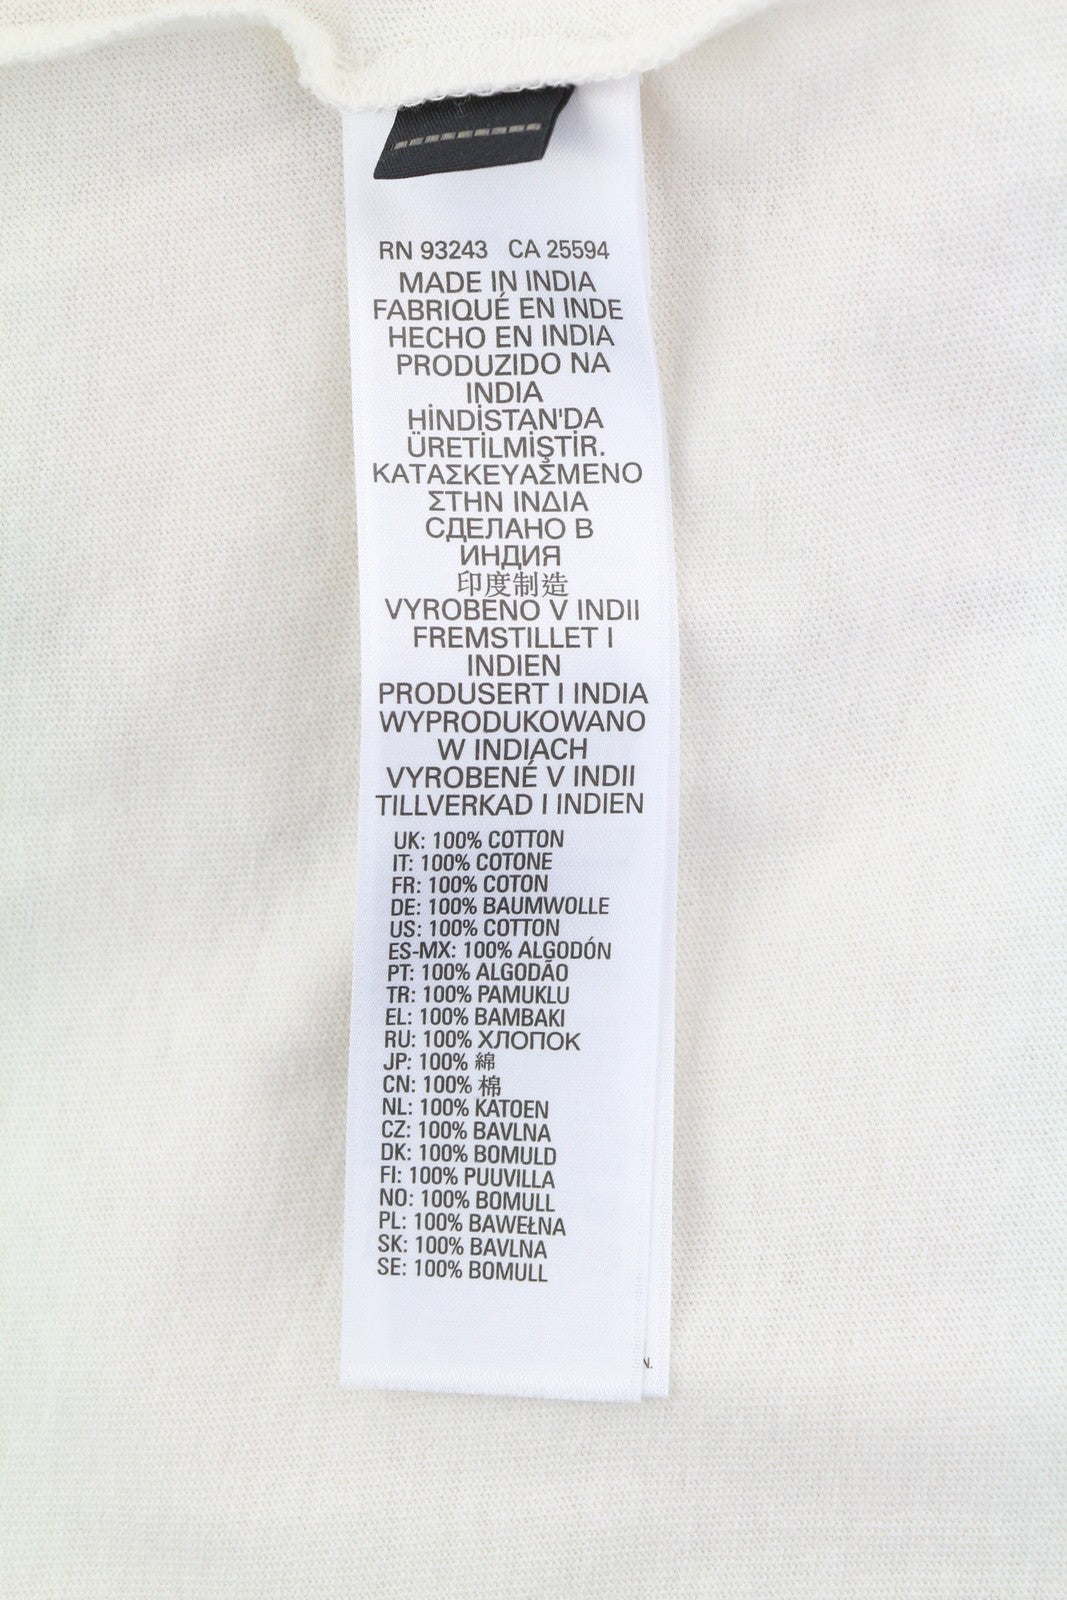 RN 93243 CA 25594
MADE IN INDIA
FABRIQUÉ EN INDE
HECHO EN INDIA
PRODUZIDO NA
INDIA
HİNDİSTAN'DA
ÜRETİLMİŞTİR.
ΚΑΤΑΣΚΕΥΑΣΜΕΝΟ
ΣΤΗΝ ΙΝΔΙΑ
СДЕЛАНО В
ИНДИЯ
印度制造
VYROBENO V INDII
FREMSTILLET I
INDIEN
PRODUSERT I INDIA
WYPRODUKOWANO
W INDIACH
VYROBENÉ V INDII
TILLVERKAD I INDIEN
UK: 100% COTTON
IT: 100% COTONE
FR: 100% COTON
DE: 100% BAUMWOLLE
US: 100% COTTON
ES-MX: 100% ALGODÓN
PT: 100% ALGODÃO
TR: 100% PAMUKLU
EL: 100% ΒΑΜΒΑΚΙ
RU: 100% ХЛОПОК
JP: 100% 綿
CN: 100% 棉
NL: 100% KATOEN
CZ: 100% BAVLNA
DK: 100% BOMULD
FI: 100% PUUVILLA
NO: 100% BOMULL
PL: 100% BAWEŁNA
SK: 100% BAVLNA
SE: 100% BOMULL
N.